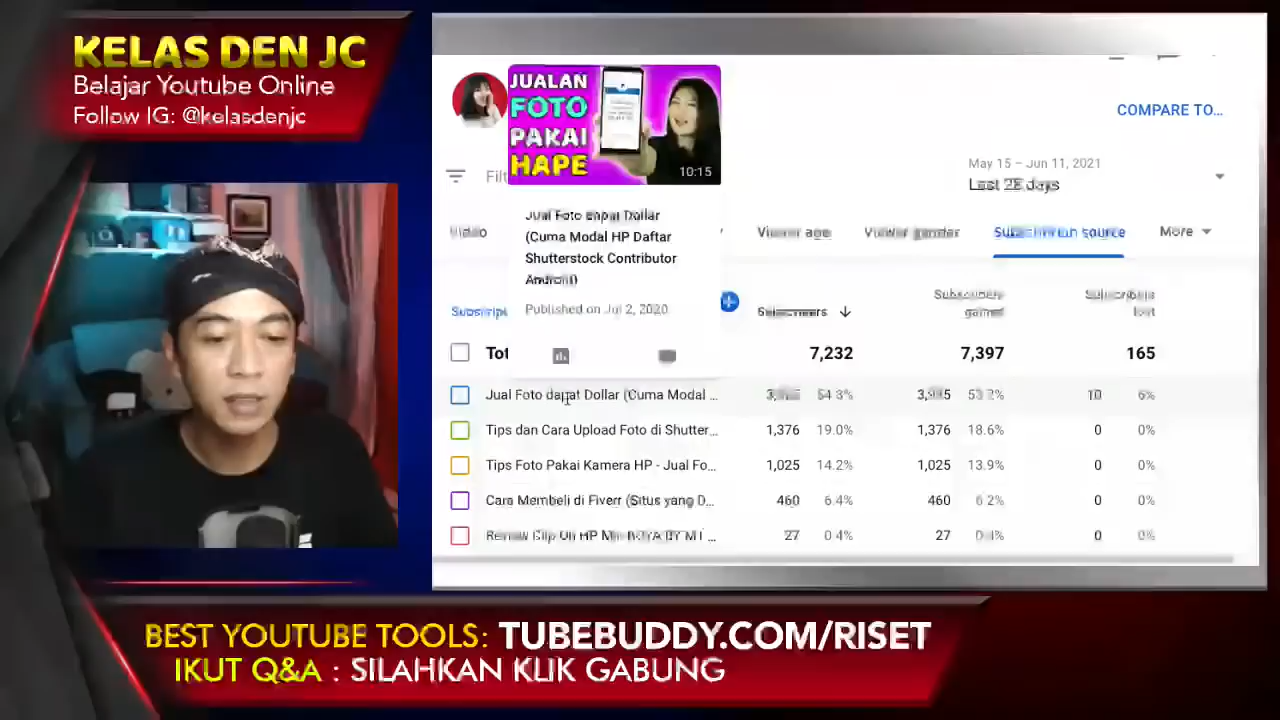 KELAS DEN JC
Belajar Youtube Online
Follow IG: @kelasdenjc
JUALAN
FOTO
PAKAI
HAPE
10:15
COMPARE TO...
May 15 – Jun 11, 2021
Last 28 days
Jual Foto dapat Dollar
(Cuma Modal HP Daftar
Shutterstock Contributor
Android)
Published on Jul 2, 2020
Video
Viewer age
Viewer gender
Subscription source
More
Subscribers
Subscribers
gained
Subscribers
lost
Tot
7,232
7,397
165
Jual Foto dapat Dollar (Cuma Modal ...
54.8%
10
6%
Tips dan Cara Upload Foto di Shutter...
1,376
19.0%
1,376
18.6%
0
0%
Tips Foto Pakai Kamera HP - Jual Fo...
1,025
14.2%
1,025
13.9%
0
0%
Cara Membeli di Fiverr (Situs yang D...
460
6.4%
460
6.2%
0
0%
27
0.4%
27
0.4%
0
0%
BEST YOUTUBE TOOLS: TUBEBUDDY.COM/RISET
IKUT Q&A : SILAHKAN KLIK GABUNG